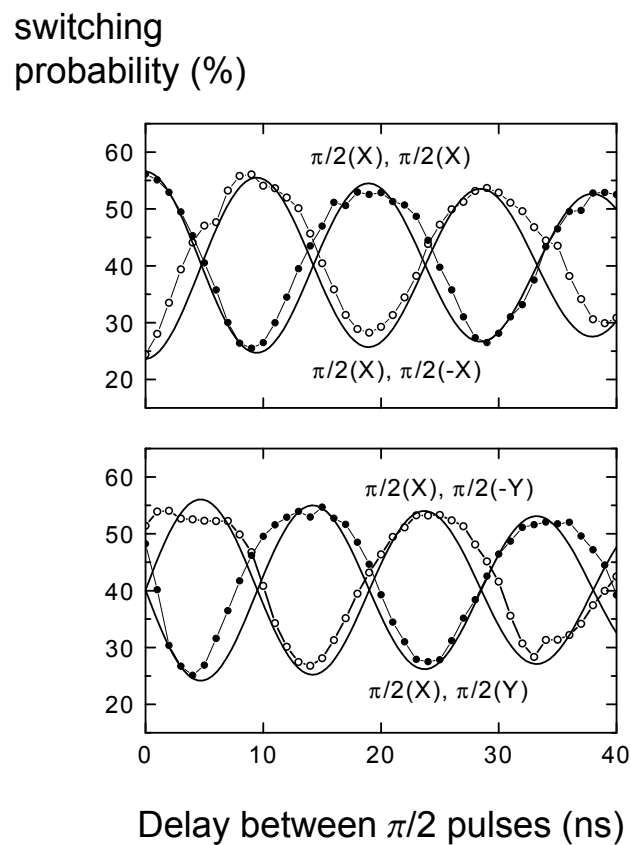 switching
probability (%)
60
50
40
30
20
π/2(X), π/2(X)
π/2(X), π/2(-X)
60
50
40
30
20
π/2(X), π/2(-Y)
π/2(X), π/2(Y)
0 10 20 30 40
Delay between π/2 pulses (ns)